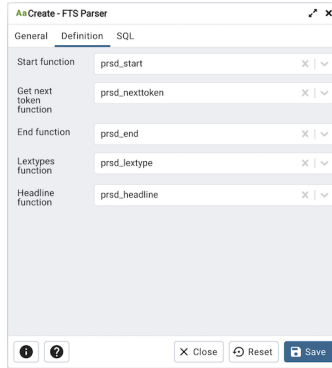 Aa Create - FTS Parser
General Definition SQL
Start function prsd_start
Get next
token
function prsd_nexttoken
End function prsd_end
Lextypes
function prsd_lextype
Headline
function prsd_headline
Close Reset Save